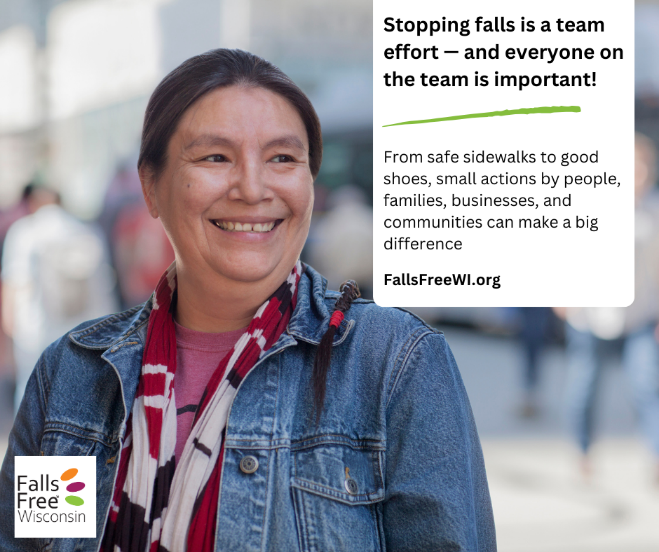 Stopping falls is a team
effort — and everyone on
the team is important!
From safe sidewalks to good
shoes, small actions by people,
families, businesses, and
communities can make a big
difference
FallsFreeWI.org
Falls
Free
Wisconsin